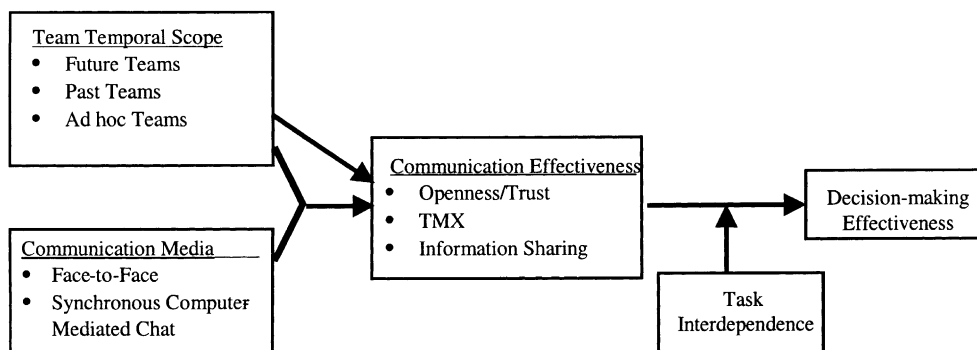 Team Temporal Scope
• Future Teams
• Past Teams
• Ad hoc Teams
Communication Media
• Face-to-Face
• Synchronous Computer
Mediated Chat
Communication Effectiveness
• Openness/Trust
• TMX
• Information Sharing
Decision-making
Effectiveness
Task
Interdependence